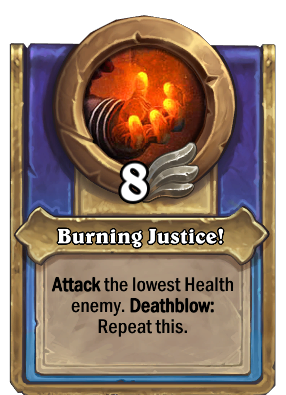 8
Burning Justice!
Attack the lowest Health
enemy. Deathblow:
Repeat this.